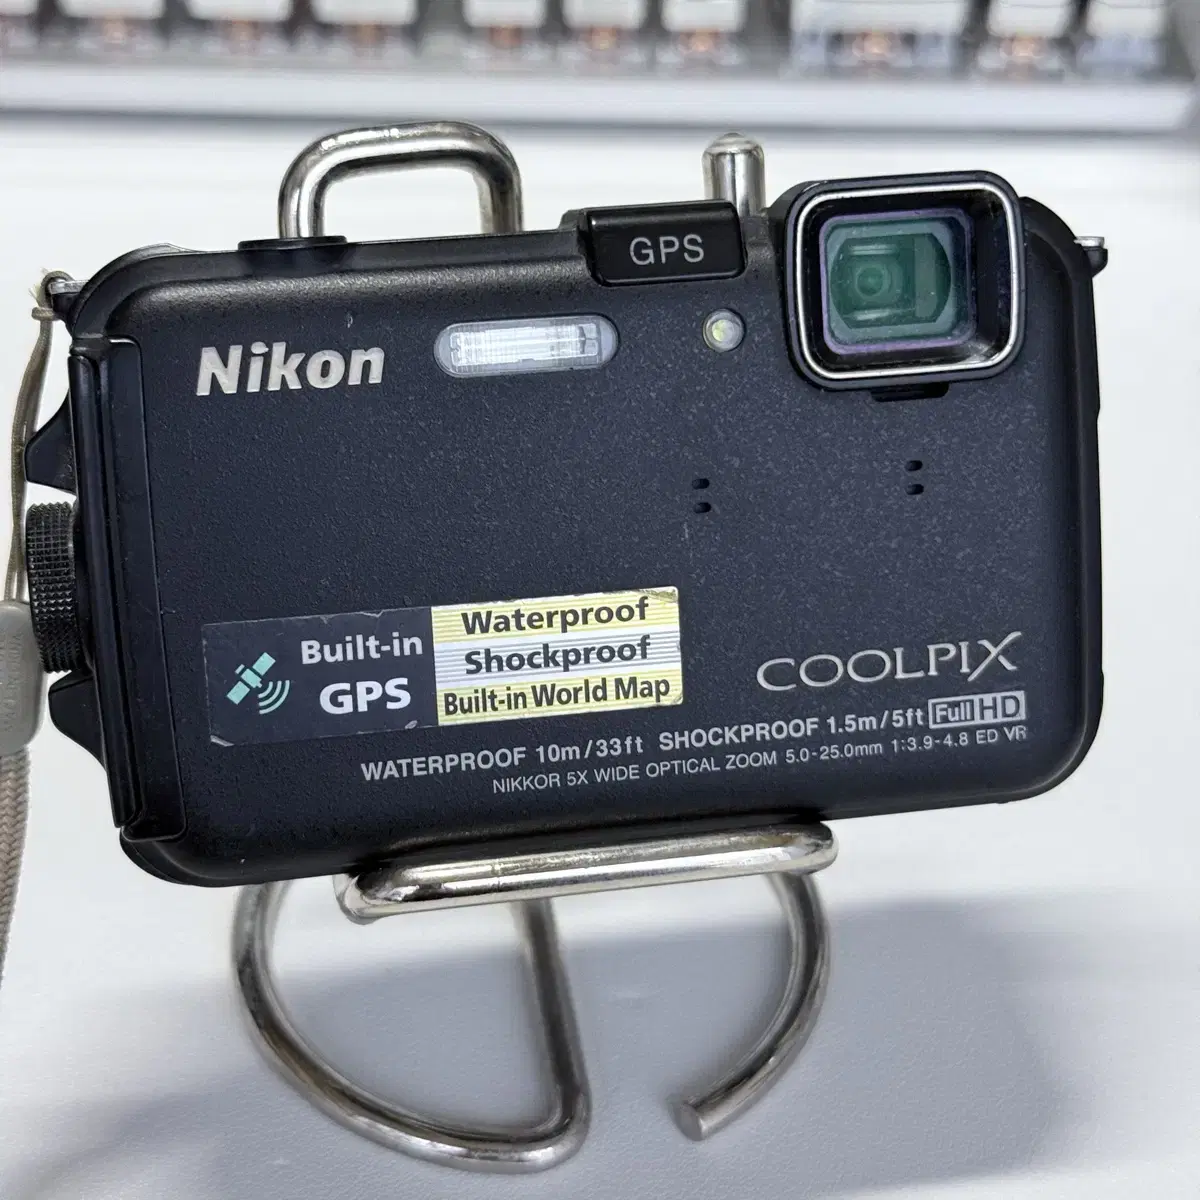 GPS
Nikon
Built-in
GPS
Waterproof
Shockproof
Built-in World Map
COOLPIX
WATERPROOF 10m/33ft SHOCKPROOF 1.5m/5ft Full HD
NIKKOR 5X WIDE OPTICAL ZOOM 5.0-25.0mm 1:3.9-4.8 ED VR